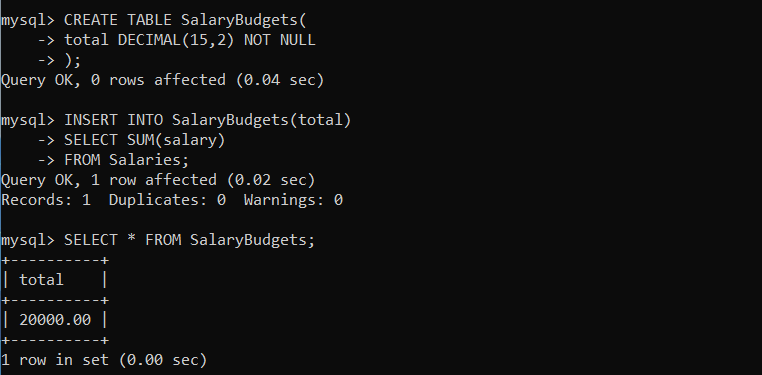 mysql> CREATE TABLE SalaryBudgets(
    -> total DECIMAL(15,2) NOT NULL
    -> );
Query OK, 0 rows affected (0.04 sec)

mysql> INSERT INTO SalaryBudgets(total)
    -> SELECT SUM(salary)
    -> FROM Salaries;
Query OK, 1 row affected (0.02 sec)
Records: 1  Duplicates: 0  Warnings: 0

mysql> SELECT * FROM SalaryBudgets;
+----------+
| total    |
+----------+
| 20000.00 |
+----------+
1 row in set (0.00 sec)